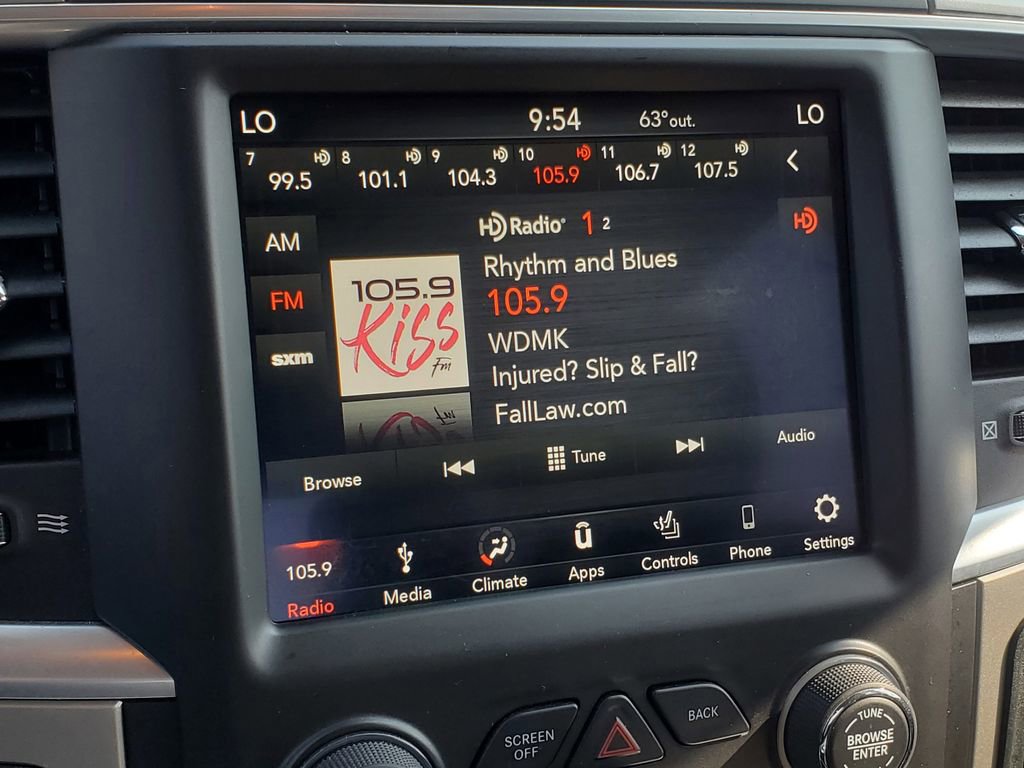 LO 9:54 63°out. LO
7 8 9 10 11 12
99.5 101.1 104.3 105.9 106.7 107.5
HD Radio 1 2
HD
AM
FM
sxm
105.9
Kiss
Fm
Rhythm and Blues
105.9
WDMK
Injured? Slip & Fall?
FallLaw.com
Browse Tune Audio
105.9
Radio Media Climate Apps Controls Phone Settings
SCREEN
OFF
BACK
TUNE
BROWSE
ENTER